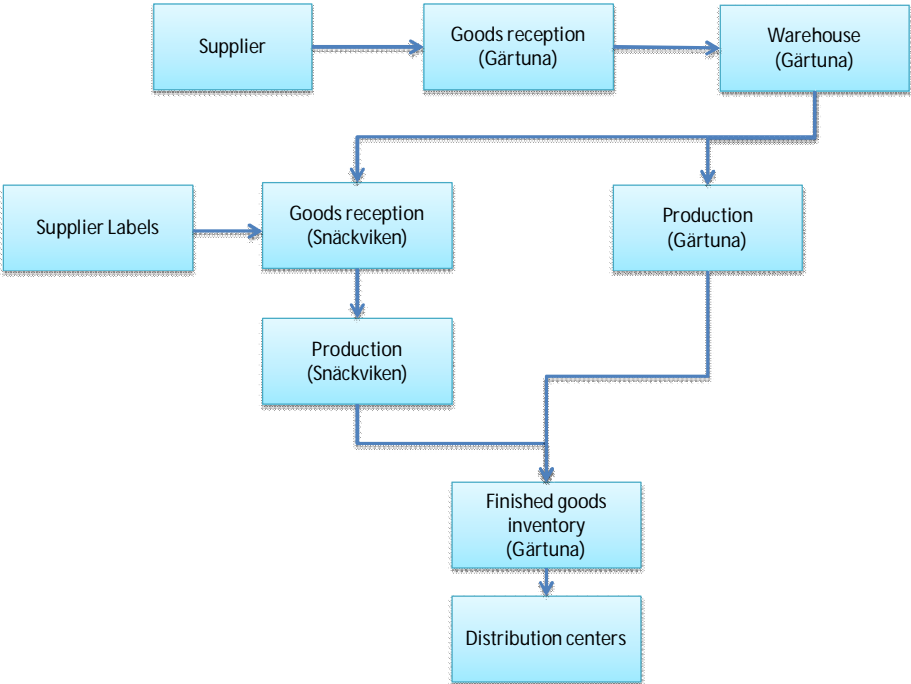 Supplier
Goods reception
(Gärtuna)
Warehouse
(Gärtuna)
Supplier Labels
Goods reception
(Snäckviken)
Production
(Gärtuna)
Production
(Snäckviken)
Finished goods
inventory
(Gärtuna)
Distribution centers